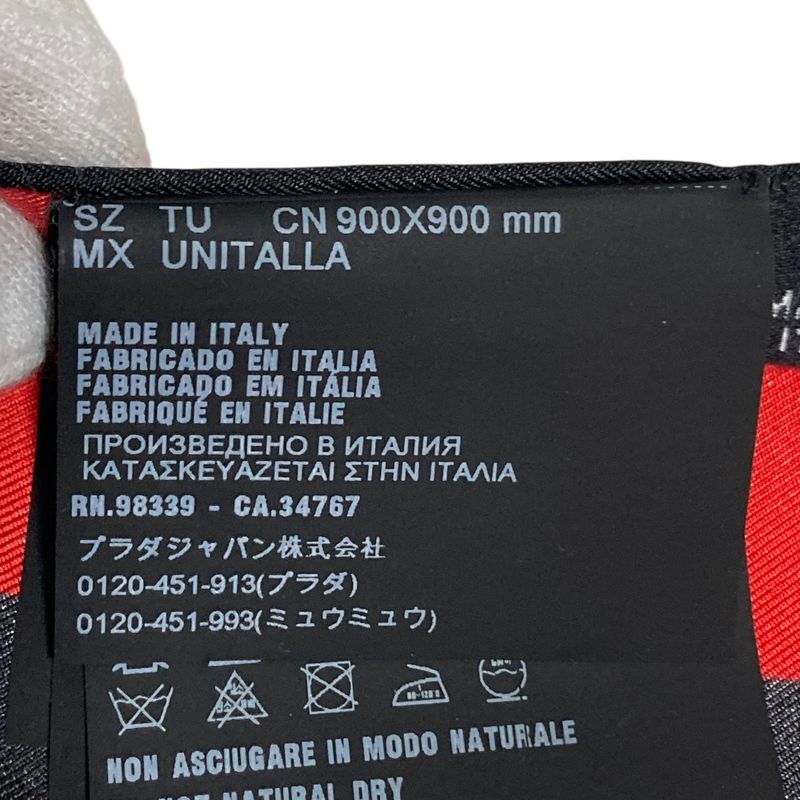 SZ TU CN 900X900 mm
MX UNITALLA
MADE IN ITALY
FABRICADO EN ITALIA
FABRICADO EM ITÁLIA
FABRIQUÉ EN ITALIE
ПРОИЗВЕДЕНО В ИТАЛИЯ
ΚΑΤΑΣΚΕΥΑΖΕΤΑΙ ΣΤΗΝ ΙΤΑΛΙΑ
RN.98339 - CA.34767
プラダジャパン株式会社
0120-451-913(プラダ)
0120-451-993(ミュウミュウ)
NON ASCIUGARE IN MODO NATURALE
NOT NATURAL DRY